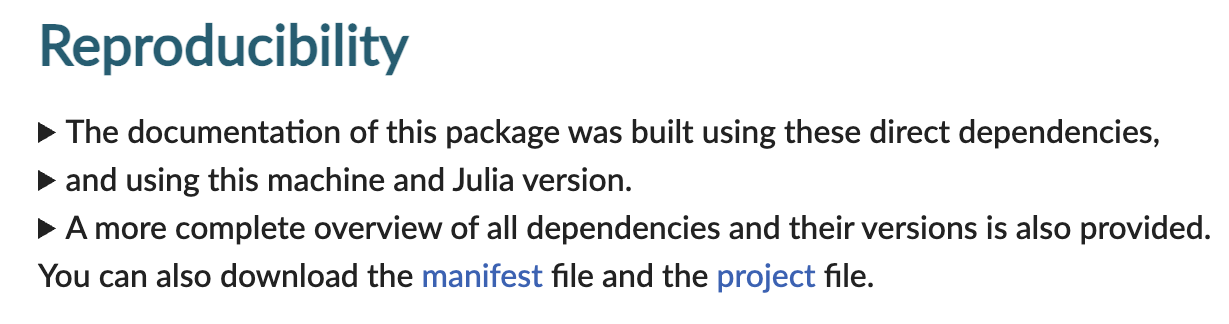 Reproducibility
▶ The documentation of this package was built using these direct dependencies,
▶ and using this machine and Julia version.
▶ A more complete overview of all dependencies and their versions is also provided.
You can also download the manifest file and the project file.